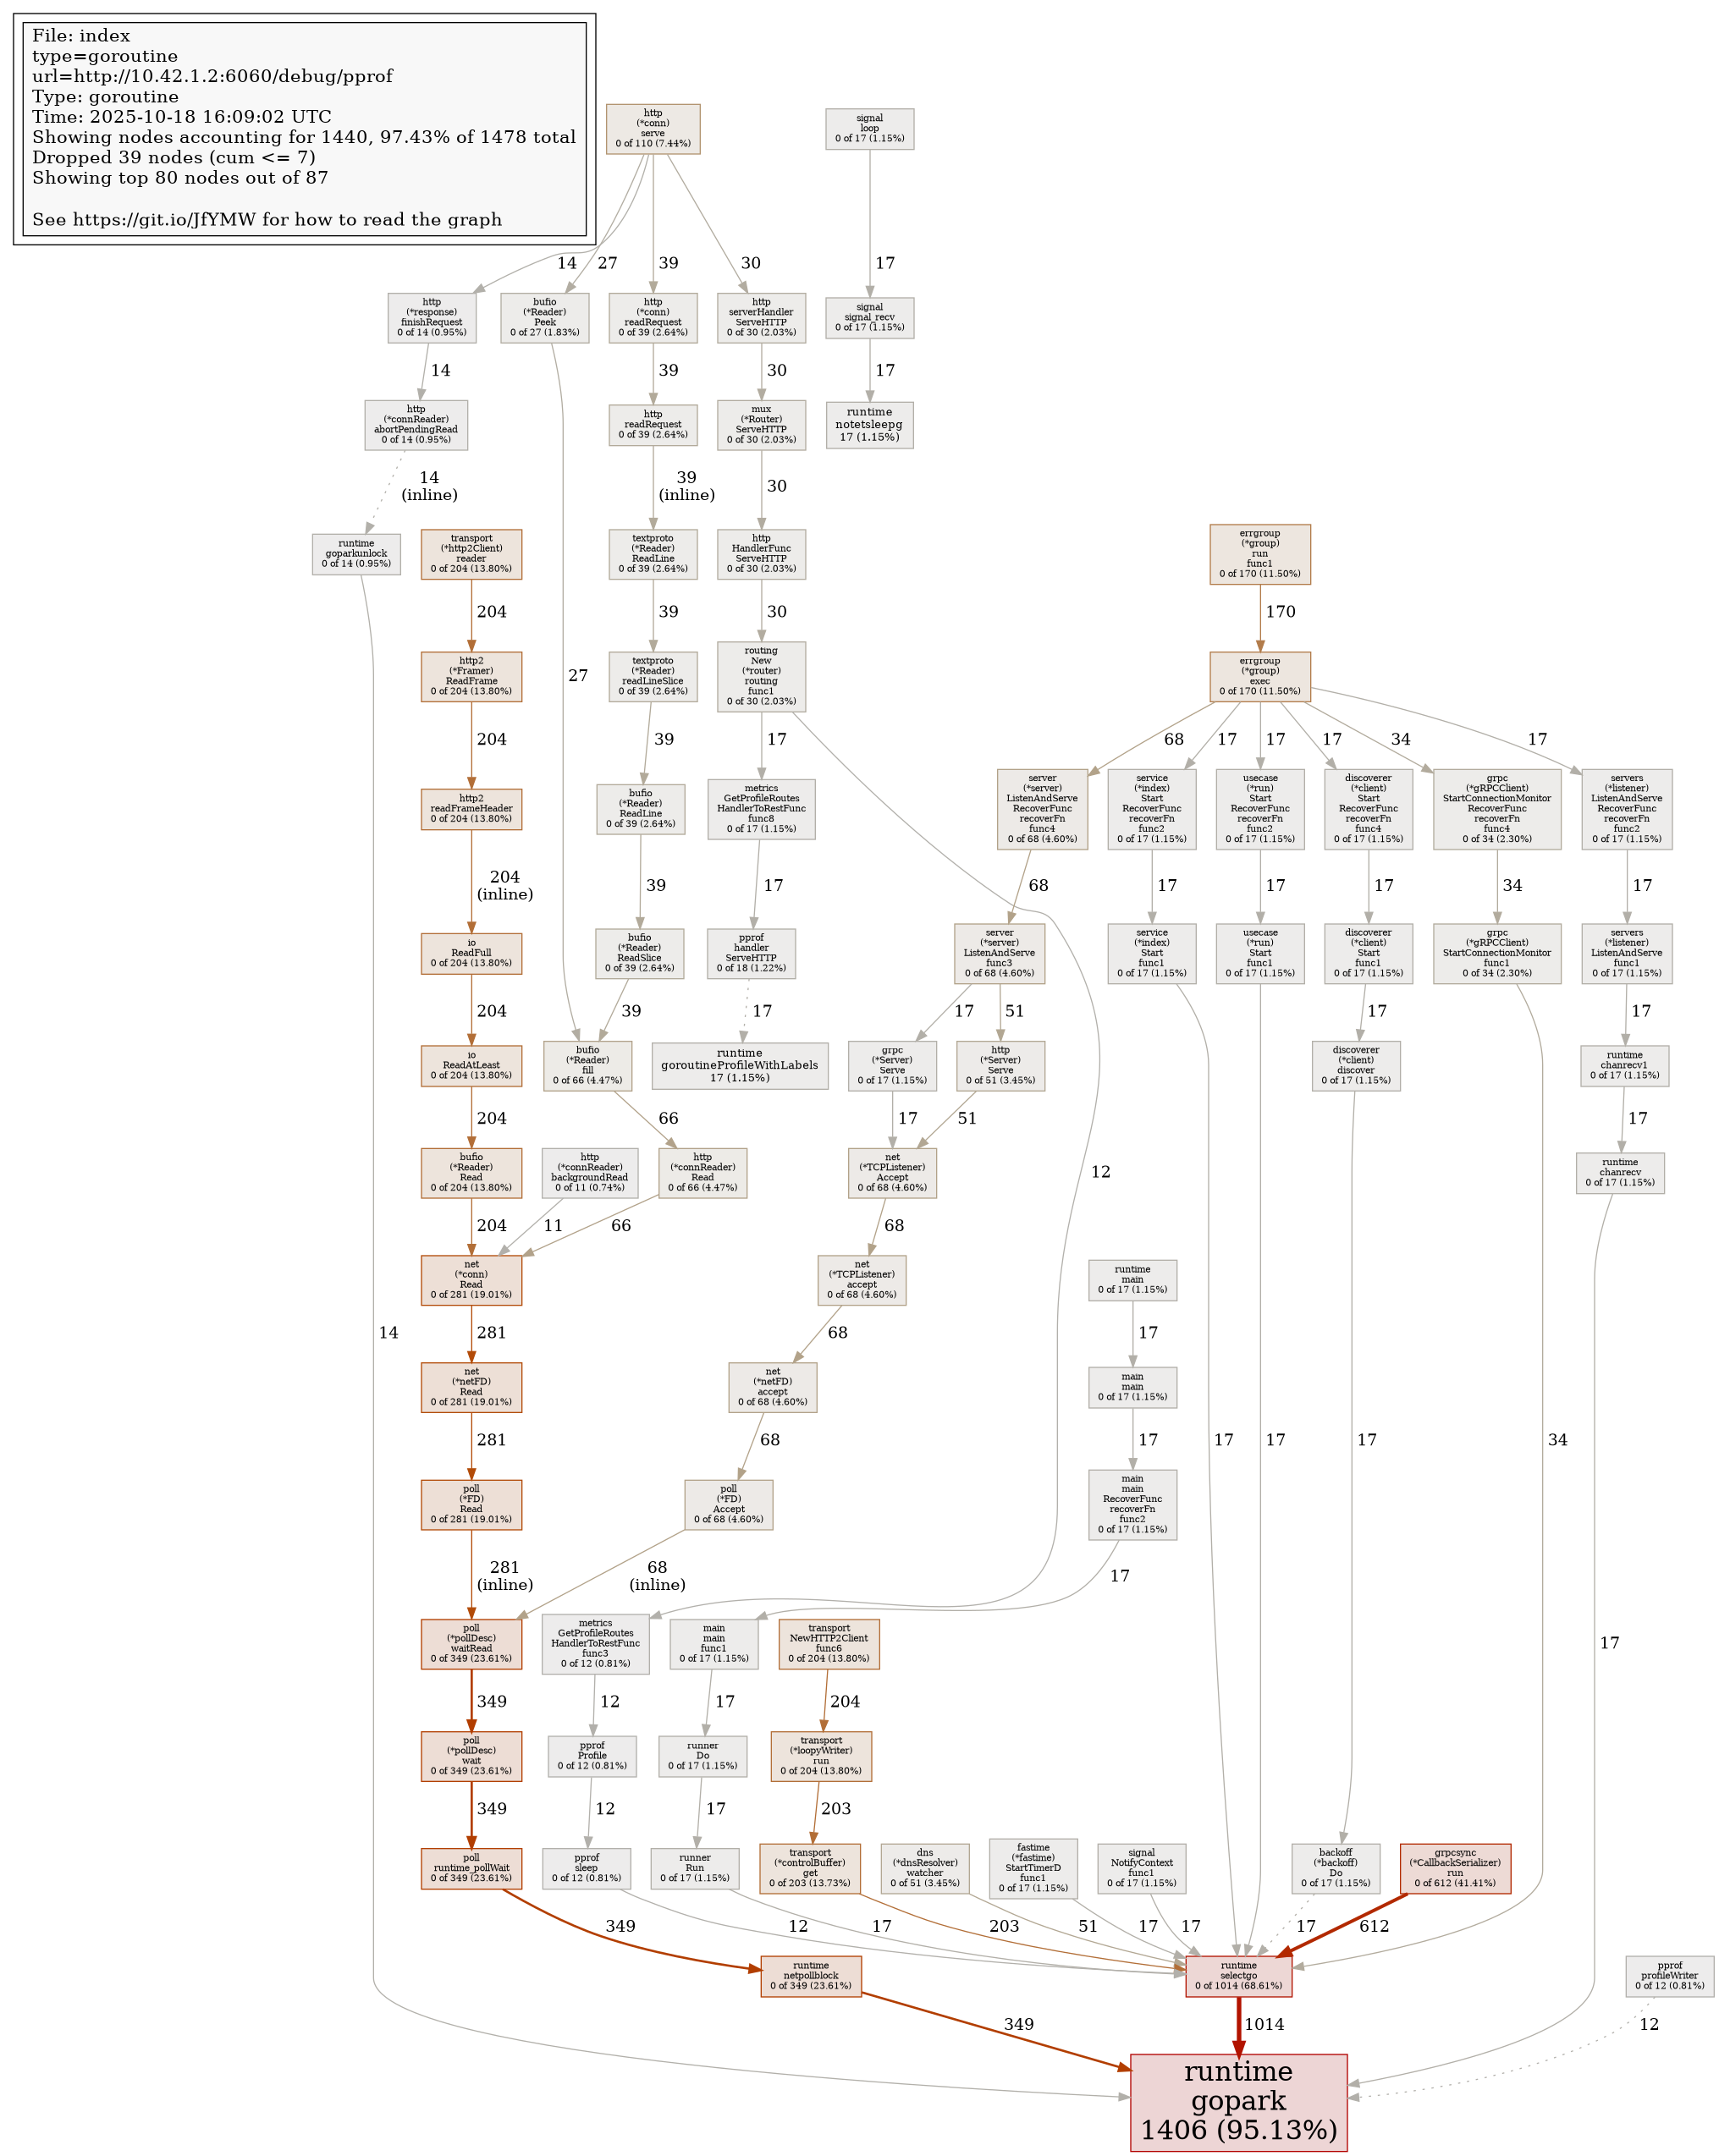 File: index
type=goroutine
url=http://10.42.1.2:6060/debug/pprof
Type: goroutine
Time: 2025-10-18 16:09:02 UTC
Showing nodes accounting for 1440, 97.43% of 1478 total
Dropped 39 nodes (cum <= 7)
Showing top 80 nodes out of 87
See https://git.io/JfYMW for how to read the graph
http
(*conn)
serve
0 of 110 (7.44%)
signal
loop
0 of 17 (1.15%)
14
27
39
30
17
http
(*response)
finishRequest
0 of 14 (0.95%)
bufio
(*Reader)
Peek
0 of 27 (1.83%)
http
(*conn)
readRequest
0 of 39 (2.64%)
http
serverHandler
ServeHTTP
0 of 30 (2.03%)
signal
signal_recv
0 of 17 (1.15%)
14
39
30
17
http
(*connReader)
abortPendingRead
0 of 14 (0.95%)
http
readRequest
0 of 39 (2.64%)
mux
(*Router)
ServeHTTP
0 of 30 (2.03%)
runtime
notetsleepg
17 (1.15%)
14
(inline)
39
(inline)
30
runtime
goparkunlock
0 of 14 (0.95%)
transport
(*http2Client)
reader
0 of 204 (13.80%)
textproto
(*Reader)
ReadLine
0 of 39 (2.64%)
http
HandlerFunc
ServeHTTP
0 of 30 (2.03%)
errgroup
(*group)
run
func1
0 of 170 (11.50%)
204
39
30
170
http2
(*Framer)
ReadFrame
0 of 204 (13.80%)
27
textproto
(*Reader)
readLineSlice
0 of 39 (2.64%)
routing
New
(*router)
routing
func1
0 of 30 (2.03%)
errgroup
(*group)
exec
0 of 170 (11.50%)
204
39
17
68
17
17
17
34
17
http2
readFrameHeader
0 of 204 (13.80%)
bufio
(*Reader)
ReadLine
0 of 39 (2.64%)
metrics
GetProfileRoutes
HandlerToRestFunc
func8
0 of 17 (1.15%)
server
(*server)
ListenAndServe
RecoverFunc
recoverFn
func4
0 of 68 (4.60%)
service
(*index)
Start
RecoverFunc
recoverFn
func2
0 of 17 (1.15%)
usecase
(*run)
Start
RecoverFunc
recoverFn
func2
0 of 17 (1.15%)
discoverer
(*client)
Start
RecoverFunc
recoverFn
func4
0 of 17 (1.15%)
grpc
(*gRPCClient)
StartConnectionMonitor
RecoverFunc
recoverFn
func4
0 of 34 (2.30%)
servers
(*listener)
ListenAndServe
RecoverFunc
recoverFn
func2
0 of 17 (1.15%)
204
(inline)
39
17
68
17
17
17
34
17
io
ReadFull
0 of 204 (13.80%)
bufio
(*Reader)
ReadSlice
0 of 39 (2.64%)
pprof
handler
ServeHTTP
0 of 18 (1.22%)
server
(*server)
ListenAndServe
func3
0 of 68 (4.60%)
service
(*index)
Start
func1
0 of 17 (1.15%)
usecase
(*run)
Start
func1
0 of 17 (1.15%)
discoverer
(*client)
Start
func1
0 of 17 (1.15%)
grpc
(*gRPCClient)
StartConnectionMonitor
func1
0 of 34 (2.30%)
servers
(*listener)
ListenAndServe
func1
0 of 17 (1.15%)
204
39
17
17
51
17
17
io
ReadAtLeast
0 of 204 (13.80%)
bufio
(*Reader)
fill
0 of 66 (4.47%)
runtime
goroutineProfileWithLabels
17 (1.15%)
grpc
(*Server)
Serve
0 of 17 (1.15%)
http
(*Server)
Serve
0 of 51 (3.45%)
discoverer
(*client)
discover
0 of 17 (1.15%)
runtime
chanrecv1
0 of 17 (1.15%)
204
66
17
51
17
bufio
(*Reader)
Read
0 of 204 (13.80%)
http
(*connReader)
backgroundRead
0 of 11 (0.74%)
http
(*connReader)
Read
0 of 66 (4.47%)
net
(*TCPListener)
Accept
0 of 68 (4.60%)
12
runtime
chanrecv
0 of 17 (1.15%)
204
11
66
68
net
(*conn)
Read
0 of 281 (19.01%)
net
(*TCPListener)
accept
0 of 68 (4.60%)
runtime
main
0 of 17 (1.15%)
14
281
68
17
net
(*netFD)
Read
0 of 281 (19.01%)
net
(*netFD)
accept
0 of 68 (4.60%)
main
main
0 of 17 (1.15%)
281
68
17
17
17
17
34
poll
(*FD)
Read
0 of 281 (19.01%)
poll
(*FD)
Accept
0 of 68 (4.60%)
main
main
RecoverFunc
recoverFn
func2
0 of 17 (1.15%)
281
(inline)
68
(inline)
17
poll
(*pollDesc)
waitRead
0 of 349 (23.61%)
metrics
GetProfileRoutes
HandlerToRestFunc
func3
0 of 12 (0.81%)
main
main
func1
0 of 17 (1.15%)
transport
NewHTTP2Client
func6
0 of 204 (13.80%)
17
349
12
17
204
poll
(*pollDesc)
wait
0 of 349 (23.61%)
pprof
Profile
0 of 12 (0.81%)
runner
Do
0 of 17 (1.15%)
transport
(*loopyWriter)
run
0 of 204 (13.80%)
349
12
17
203
poll
runtime_pollWait
0 of 349 (23.61%)
pprof
sleep
0 of 12 (0.81%)
runner
Run
0 of 17 (1.15%)
transport
(*controlBuffer)
get
0 of 203 (13.73%)
dns
(*dnsResolver)
watcher
0 of 51 (3.45%)
fastime
(*fastime)
StartTimerD
func1
0 of 17 (1.15%)
signal
NotifyContext
func1
0 of 17 (1.15%)
backoff
(*backoff)
Do
0 of 17 (1.15%)
grpcsync
(*CallbackSerializer)
run
0 of 612 (41.41%)
349
12
17
203
51
17
17
17
612
runtime
netpollblock
0 of 349 (23.61%)
runtime
selectgo
0 of 1014 (68.61%)
pprof
profileWriter
0 of 12 (0.81%)
349
1014
12
runtime
gopark
1406 (95.13%)